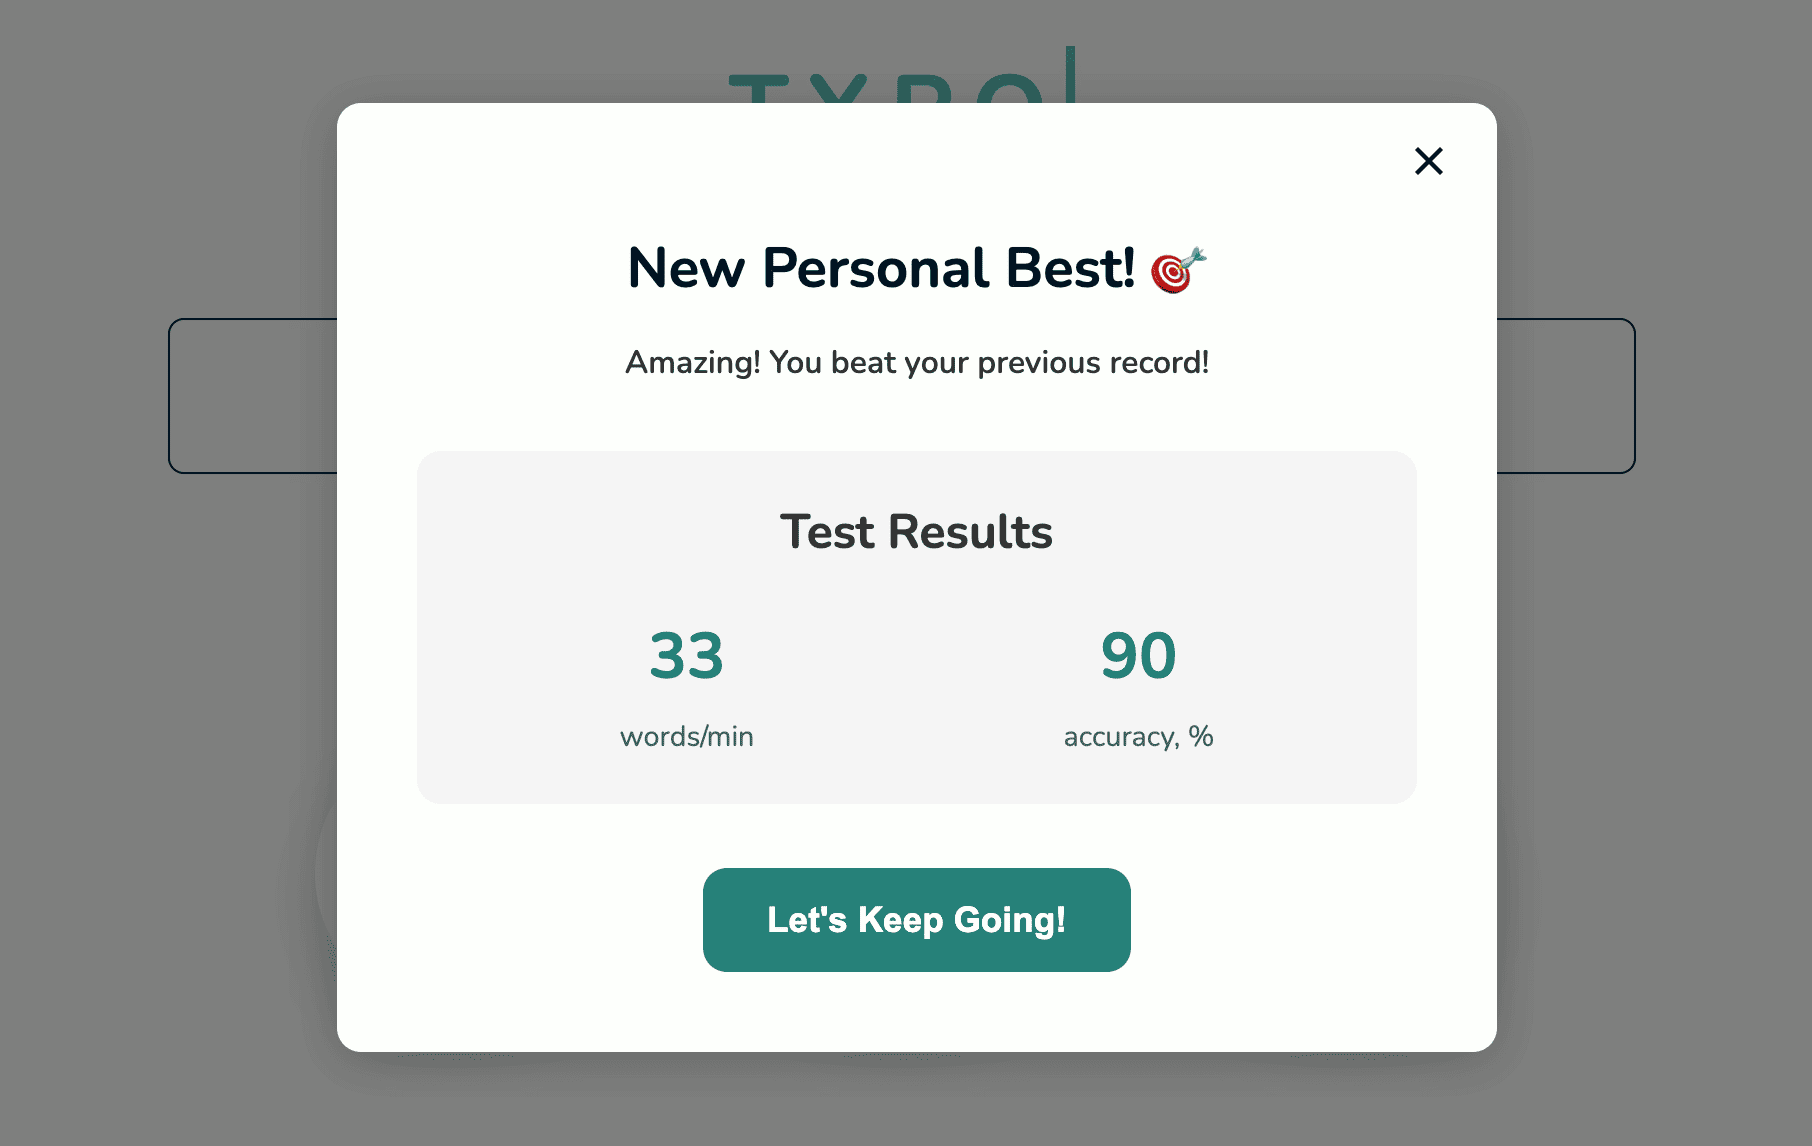 TYPO
New Personal Best! 🎯
Amazing! You beat your previous record!
Test Results
33 90
words/min accuracy, %
Let's Keep Going!